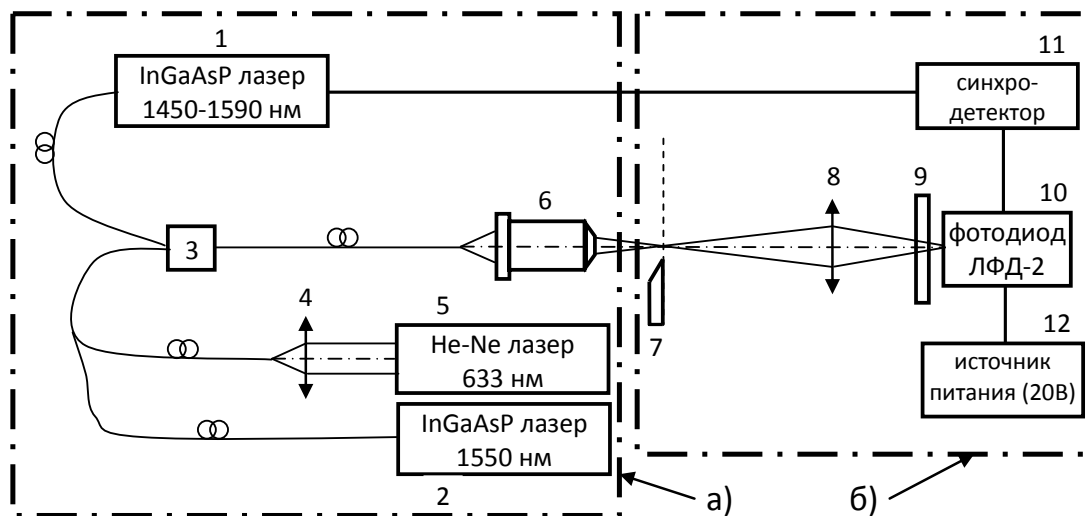 1
InGaAsP лазер
1450-1590 нм
11
синхро-
детектор
3
6
8
9
10
фотодиод
ЛФД-2
4
5
He-Ne лазер
633 нм
7
12
источник
питания (20В)
InGaAsP лазер
1550 нм
2
а)
б)